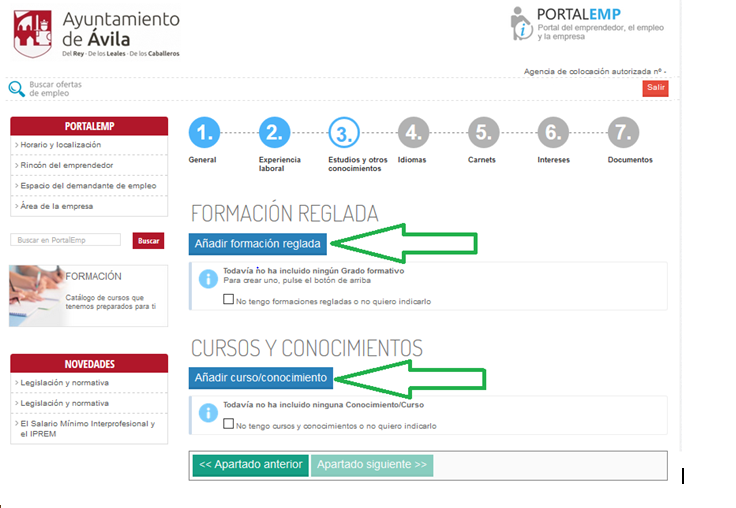 Ayuntamiento
de Ávila
Del Rey · De los Leales · De los Caballeros
PORTALEMP
Portal del emprendedor, el empleo
y la empresa
Agencia de colocación autorizada nº -
Buscar ofertas
de empleo
Salir
PORTALEMP
> Horario y localización
> Rincón del emprendedor
> Espacio del demandante de empleo
> Área de la empresa
Buscar en PortalEmp
Buscar
FORMACIÓN
Catálogo de cursos que
tenemos preparados para ti
NOVEDADES
> Legislación y normativa
> Legislación y normativa
> El Salario Mínimo Interprofesional y
el IPREM
1.
General
2.
Experiencia
laboral
3.
Estudios y otros
conocimientos
4.
Idiomas
5.
Carnets
6.
Intereses
7.
Documentos
FORMACIÓN REGLADA
Añadir formación reglada
Todavía no ha incluido ningún Grado formativo
Para crear uno, pulse el botón de arriba
No tengo formaciones regladas o no quiero indicarlo
CURSOS Y CONOCIMIENTOS
Añadir curso/conocimiento
Todavía no ha incluido ninguna Conocimiento/Curso
No tengo cursos y conocimientos o no quiero indicarlo
<< Apartado anterior
Apartado siguiente >>